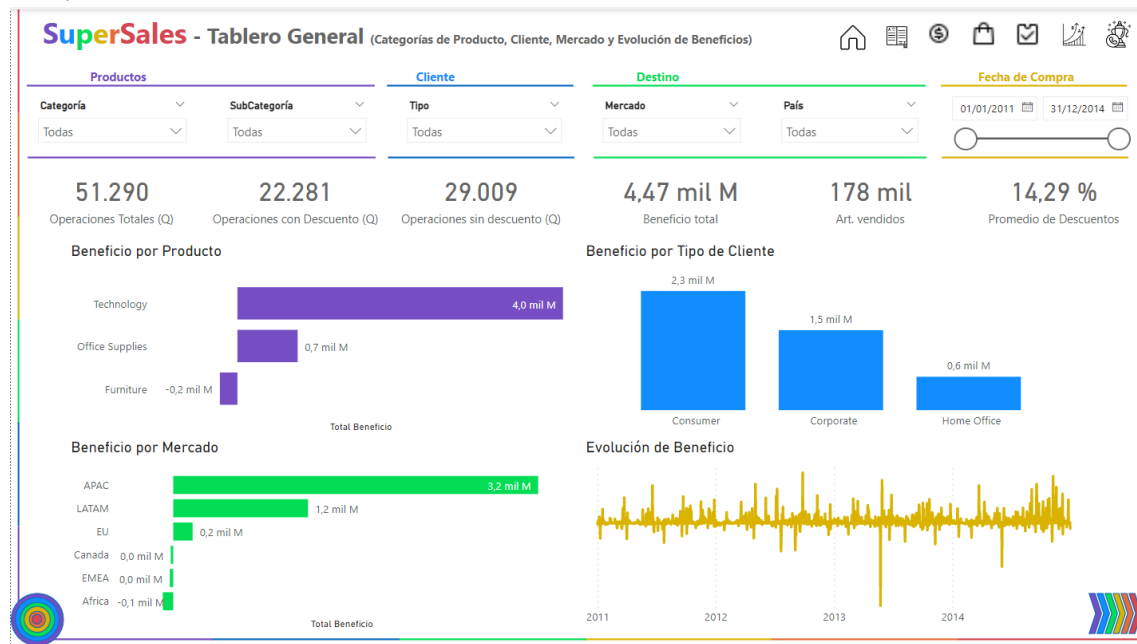 SuperSales - Tablero General (Categorías de Producto, Cliente, Mercado y Evolución de Beneficios)
Productos
Cliente
Destino
Fecha de Compra
Categoría
SubCategoría
Tipo
Mercado
País
01/01/2011
31/12/2014
Todas
Todas
Todas
Todas
Todas
51.290
22.281
29.009
4,47 mil M
178 mil
14,29 %
Operaciones Totales (Q)
Operaciones con Descuento (Q)
Operaciones sin descuento (Q)
Beneficio total
Art. vendidos
Promedio de Descuentos
Beneficio por Producto
Technology
4,0 mil M
Office Supplies
0,7 mil M
Furniture
-0,2 mil M
Total Beneficio
Beneficio por Tipo de Cliente
2,3 mil M
1,5 mil M
0,6 mil M
Consumer
Corporate
Home Office
Beneficio por Mercado
APAC
3,2 mil M
LATAM
1,2 mil M
EU
0,2 mil M
Canada
0,0 mil M
EMEA
0,0 mil M
Africa
-0,1 mil M
Total Beneficio
Evolución de Beneficio
2011
2012
2013
2014